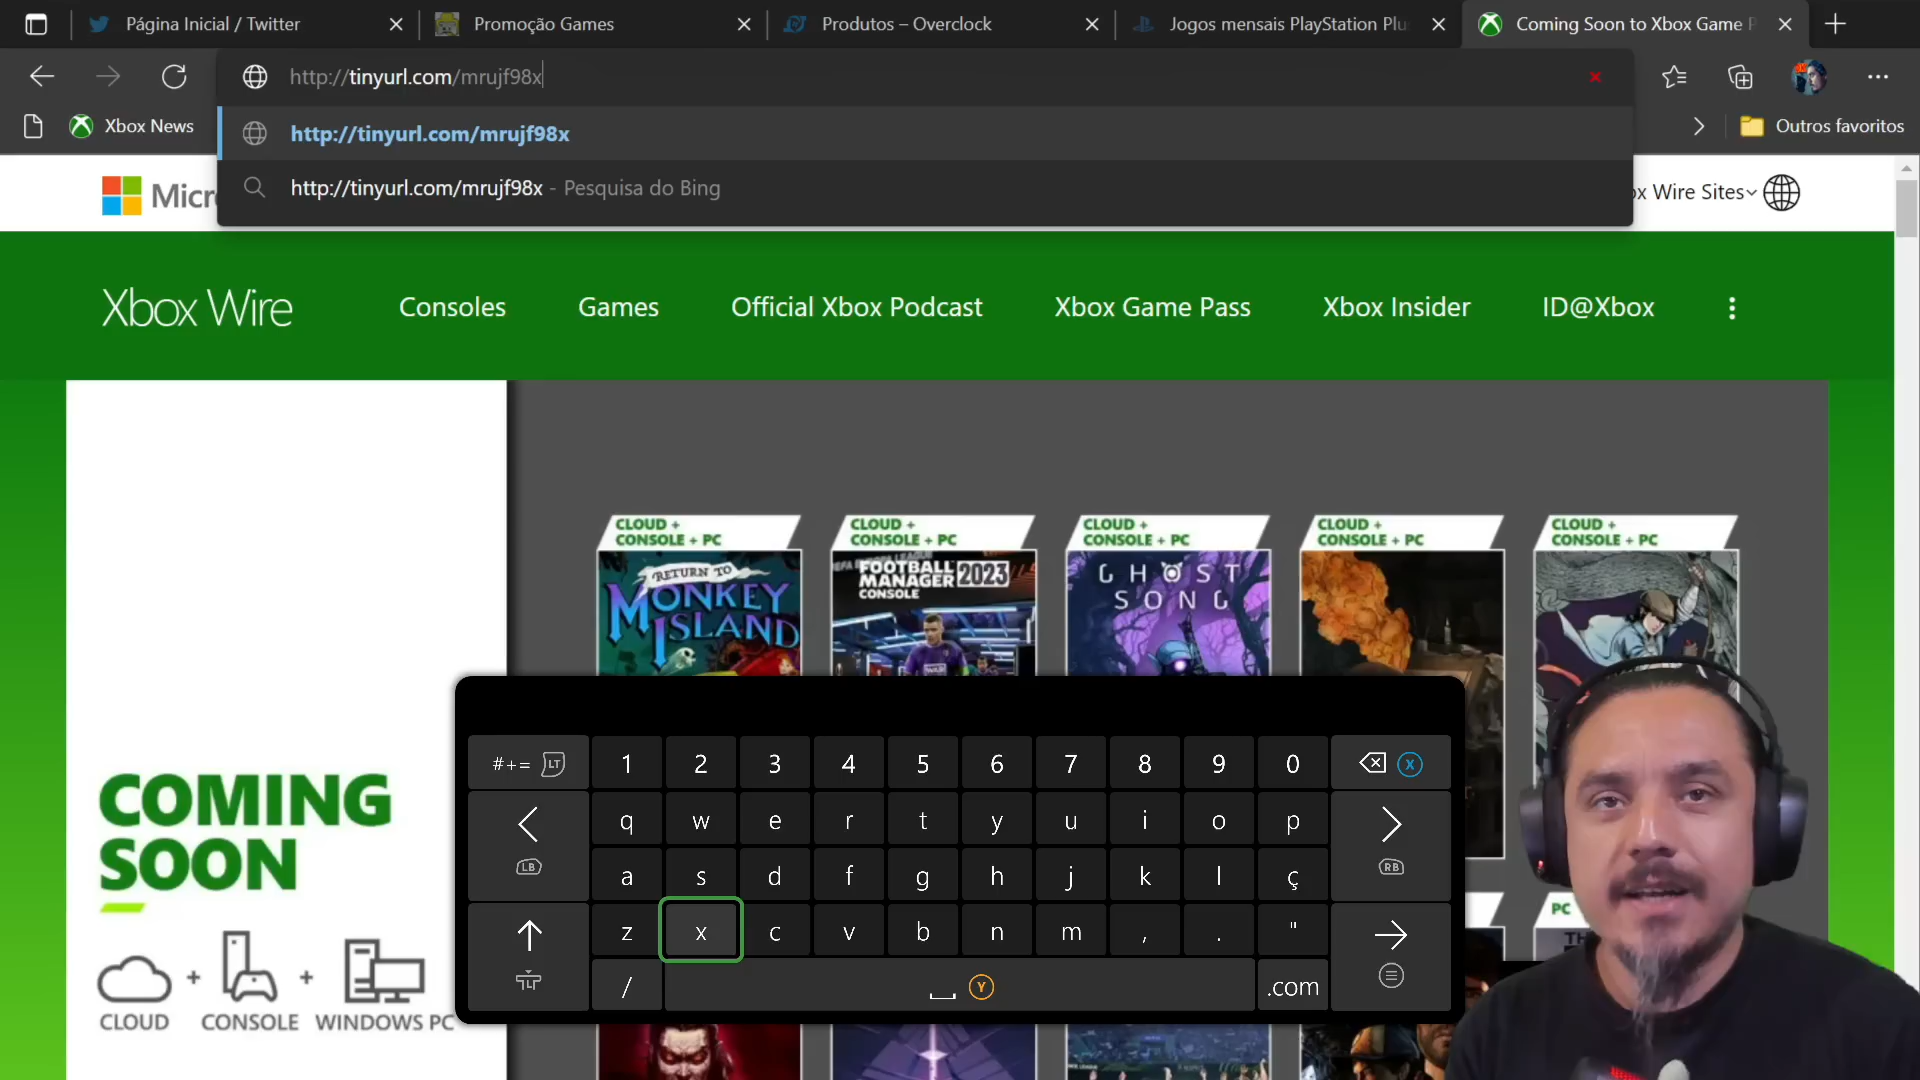 Página Inicial / Twitter
Promoção Games
Produtos – Overclock
Jogos mensais PlayStation Plu
Coming Soon to Xbox Game P
http://tinyurl.com/mrujf98x
Xbox News
http://tinyurl.com/mrujf98x
Outros favoritos
http://tinyurl.com/mrujf98x - Pesquisa do Bing
Micr
ox Wire Sites
Xbox Wire
Consoles
Games
Official Xbox Podcast
Xbox Game Pass
Xbox Insider
ID@Xbox
CLOUD +
CONSOLE + PC
CLOUD +
CONSOLE + PC
CLOUD +
CONSOLE + PC
CLOUD +
CONSOLE + PC
CLOUD +
CONSOLE + PC
RETURN TO
MONKEY
ISLAND
FOOTBALL
MANAGER 2023
CONSOLE
GHOST
SONG
COMING
SOON
CLOUD + CONSOLE + WINDOWS PC
PC
TH
#+= LT 1 2 3 4 5 6 7 8 9 0 X
LB q w e r t y u i o p RB
a s d f g h j k l ç
z x c v b n m , . "
/ Y .com